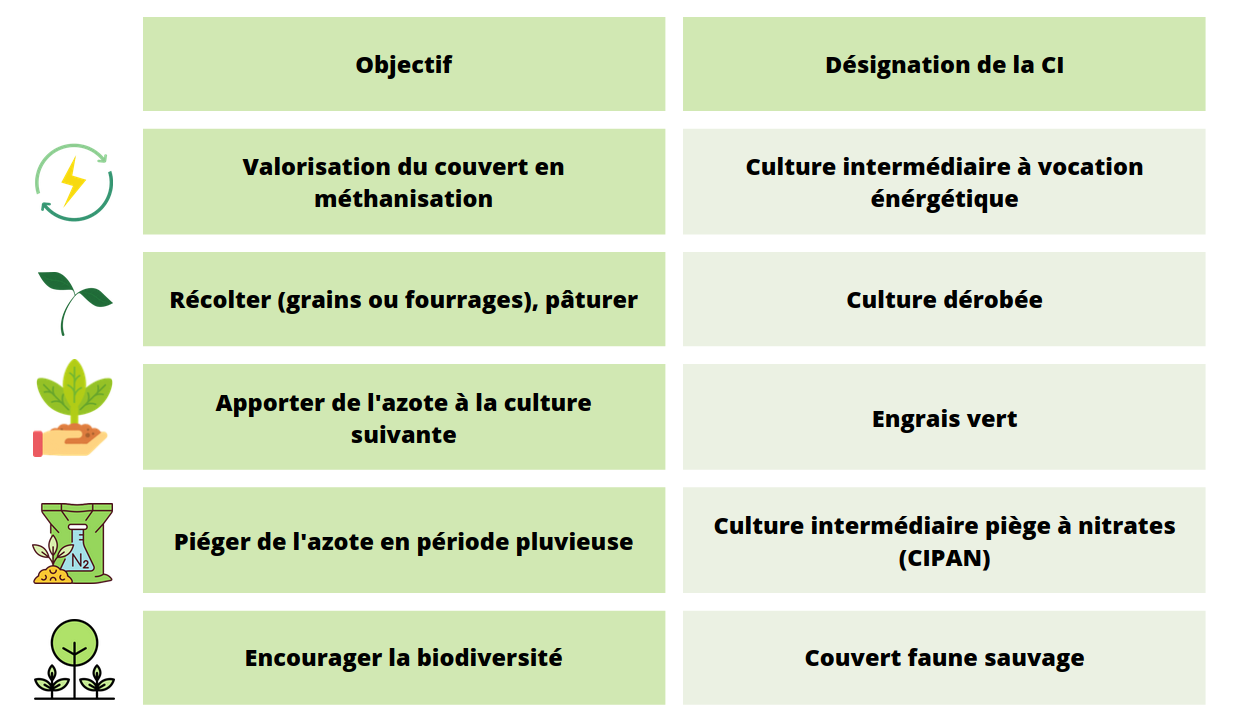 Objectif
Désignation de la CI
Valorisation du couvert en
méthanisation
Culture intermédiaire à vocation
énérgétique
Récolter (grains ou fourrages), pâturer
Culture dérobée
Apporter de l'azote à la culture
suivante
Engrais vert
N2
Piéger de l'azote en période pluvieuse
Culture intermédiaire piège à nitrates
(CIPAN)
Encourager la biodiversité
Couvert faune sauvage